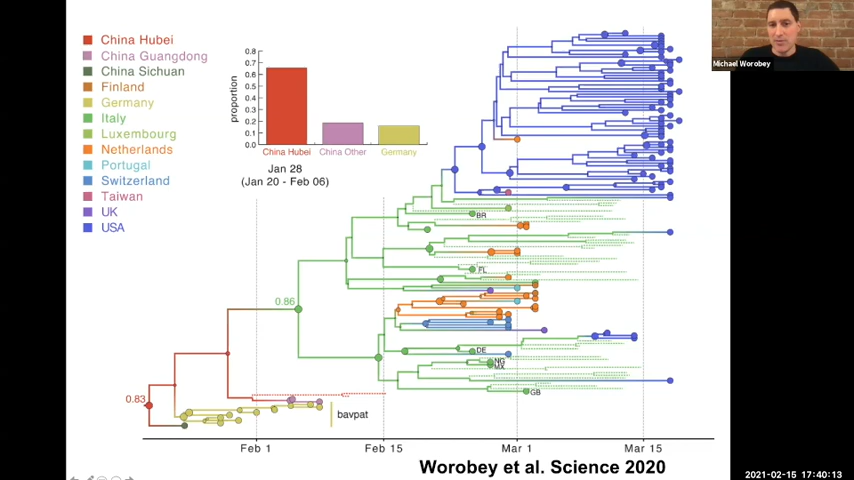 China Hubei
China Guangdong
China Sichuan
Finland
Germany
Italy
Luxembourg
Netherlands
Portugal
Switzerland
Taiwan
UK
USA
proportion
0.8
0.7
0.6
0.5
0.4
0.3
0.2
0.1
0.0
China Hubei China Other Germany
Jan 28
(Jan 20 - Feb 06)
Michael Worobey
BR
FL
0.86
DE
NG
MX
GB
0.83
bavpat
Feb 1 Feb 15 Mar 1 Mar 15
Worobey et al. Science 2020
2021-02-15 17:40:13